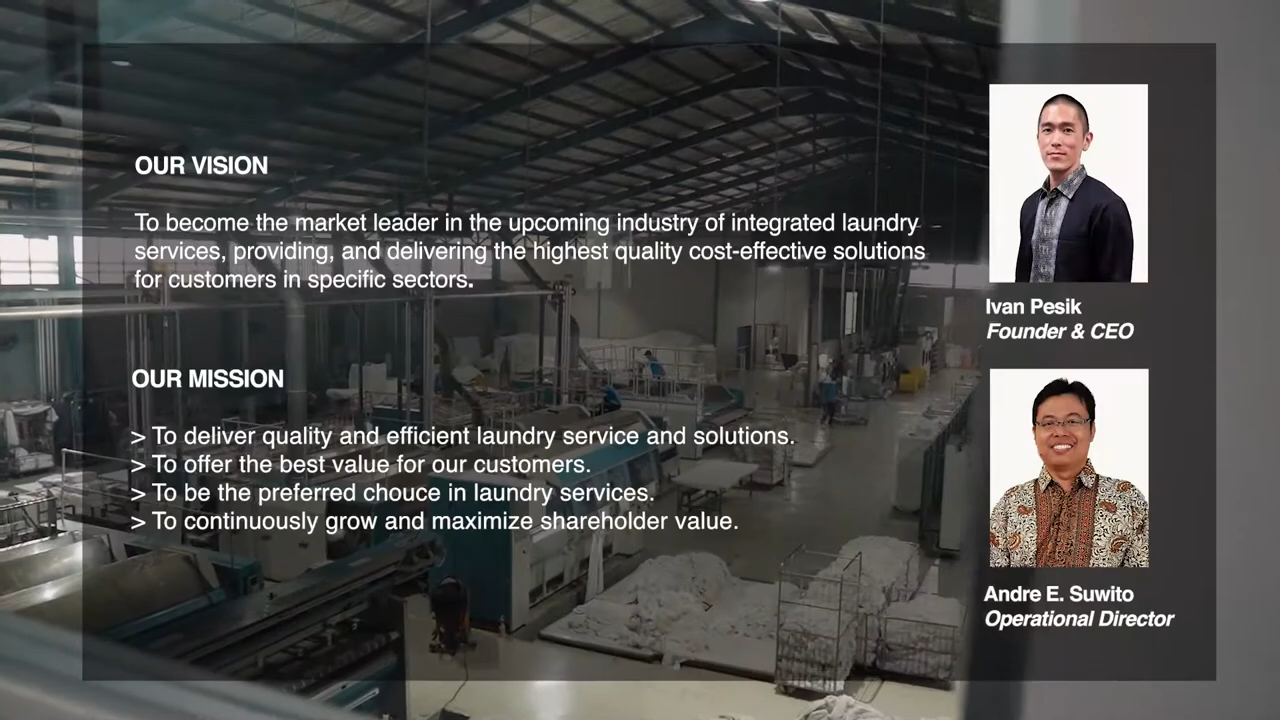 OUR VISION
To become the market leader in the upcoming industry of integrated laundry
services, providing, and delivering the highest quality cost-effective solutions
for customers in specific sectors.
OUR MISSION
> To deliver quality and efficient laundry service and solutions.
> To offer the best value for our customers.
> To be the preferred chouce in laundry services.
> To continuously grow and maximize shareholder value.
Ivan Pesik
Founder & CEO
Andre E. Suwito
Operational Director